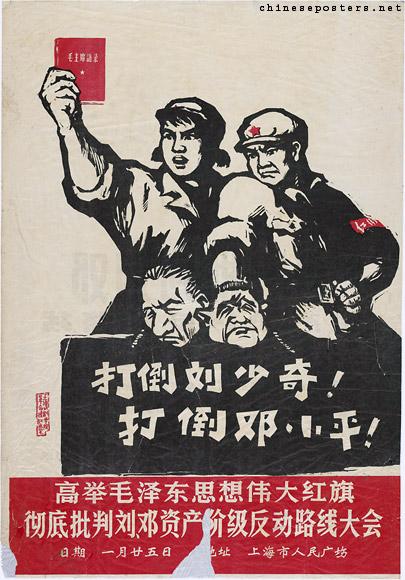 chineseposters.net
毛主席语录
红
打倒刘少奇！
打倒邓小平！
高举毛泽东思想伟大红旗
彻底批判刘、邓资产阶级反动路线大会
日期 一月廿五日 地址 上海市人民广场